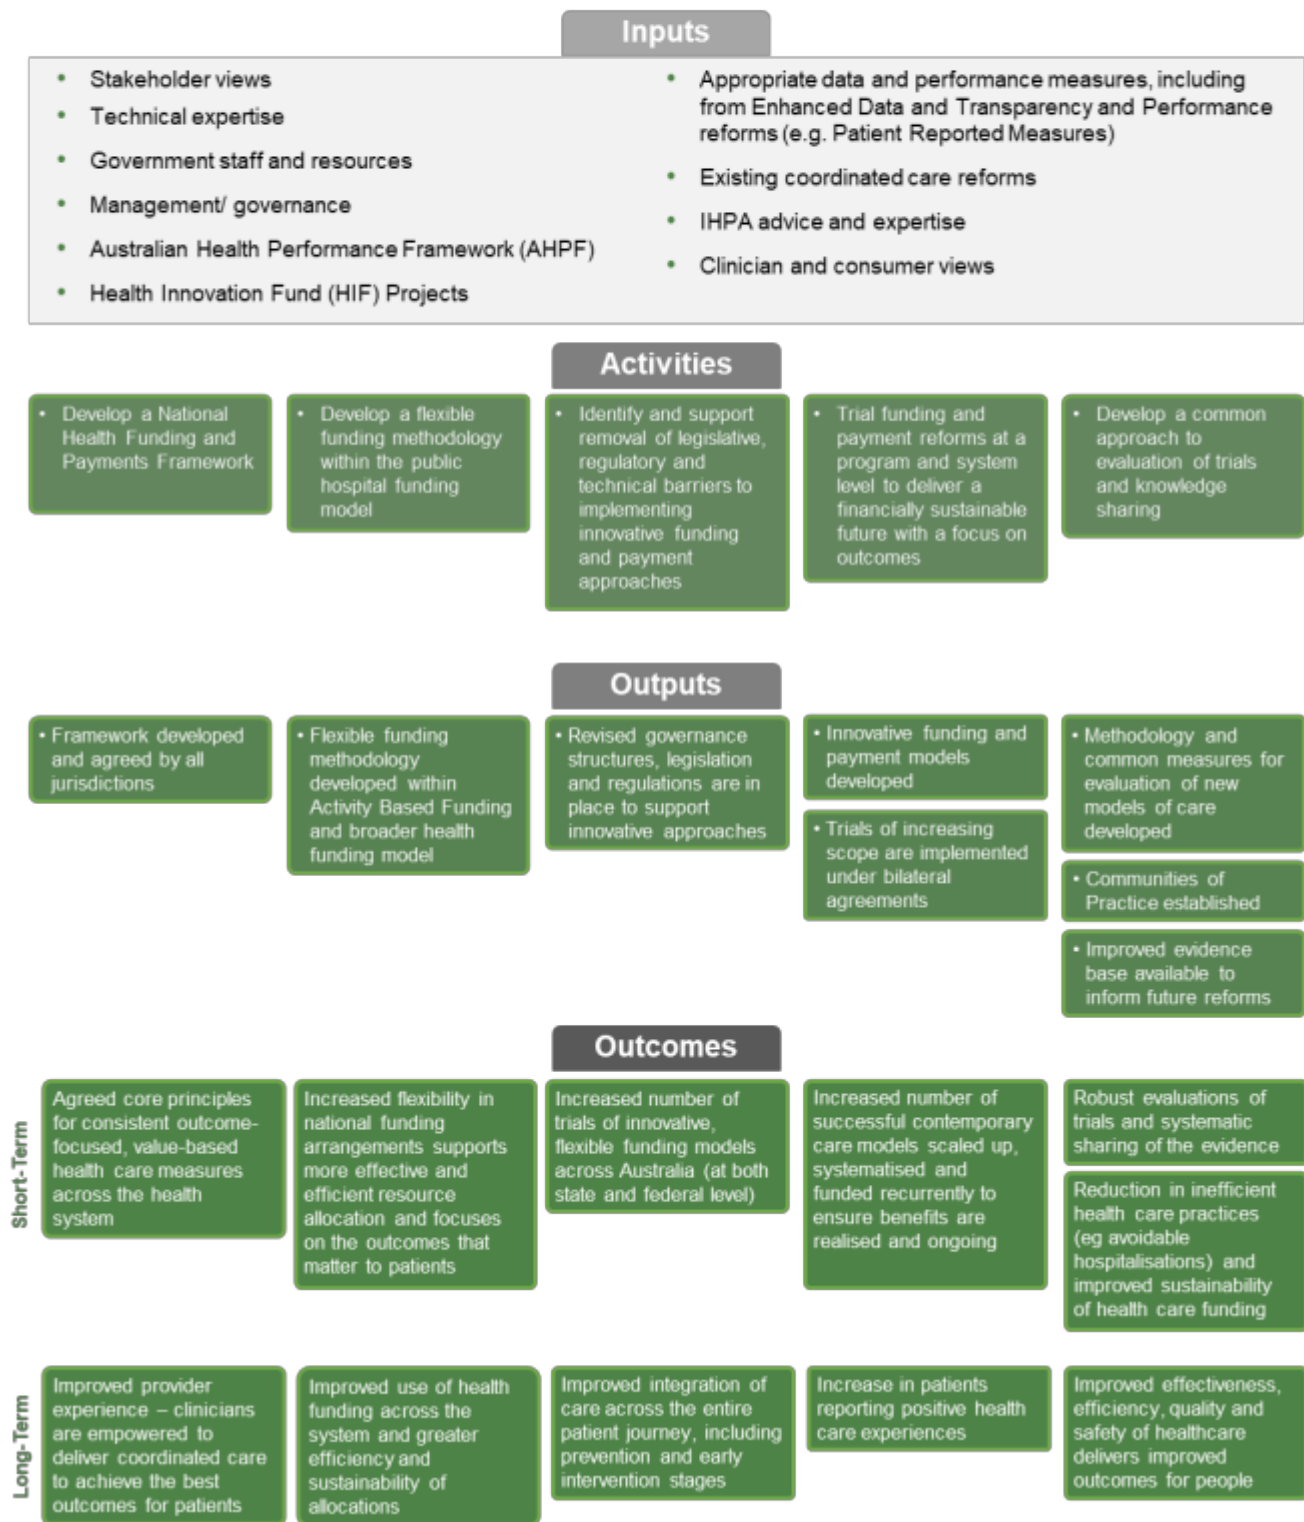 Inputs
• Stakeholder views
• Technical expertise
• Government staff and resources
• Management/ governance
• Australian Health Performance Framework (AHPF)
• Health Innovation Fund (HIF) Projects
• Appropriate data and performance measures, including
from Enhanced Data and Transparency and Performance
reforms (e.g. Patient Reported Measures)
• Existing coordinated care reforms
• IHPA advice and expertise
• Clinician and consumer views
Activities
• Develop a National
Health Funding and
Payments Framework
• Develop a flexible
funding methodology
within the public
hospital funding
model
• Identify and support
removal of legislative,
regulatory and
technical barriers to
implementing
innovative funding
and payment
approaches
• Trial funding and
payment reforms at a
program and system
level to deliver a
financially sustainable
future with a focus on
outcomes
• Develop a common
approach to
evaluation of trials
and knowledge
sharing
Outputs
• Framework developed
and agreed by all
jurisdictions
• Flexible funding
methodology
developed within
Activity Based Funding
and broader health
funding model
• Revised governance
structures, legislation
and regulations are in
place to support
innovative approaches
• Innovative funding and
payment models
developed
• Trials of increasing
scope are implemented
under bilateral
agreements
• Methodology and
common measures for
evaluation of new
models of care
developed
• Communities of
Practice established
• Improved evidence
base available to
inform future reforms
Outcomes
Short-Term
Agreed core principles
for consistent outcome-
focused, value-based
health care measures
across the health
system
Increased flexibility in
national funding
arrangements supports
more effective and
efficient resource
allocation and focuses
on the outcomes that
matter to patients
Increased number of
trials of innovative,
flexible funding models
across Australia (at both
state and federal level)
Increased number of
successful contemporary
care models scaled up,
systematised and
funded recurrently to
ensure benefits are
realised and ongoing
Robust evaluations of
trials and systematic
sharing of the evidence
Reduction in inefficient
health care practices
(eg avoidable
hospitalisations) and
improved sustainability
of health care funding
Long-Term
Improved provider
experience – clinicians
are empowered to
deliver coordinated care
to achieve the best
outcomes for patients
Improved use of health
funding across the
system and greater
efficiency and
sustainability of
allocations
Improved integration of
care across the entire
patient journey, including
prevention and early
intervention stages
Increase in patients
reporting positive health
care experiences
Improved effectiveness,
efficiency, quality and
safety of healthcare
delivers improved
outcomes for people